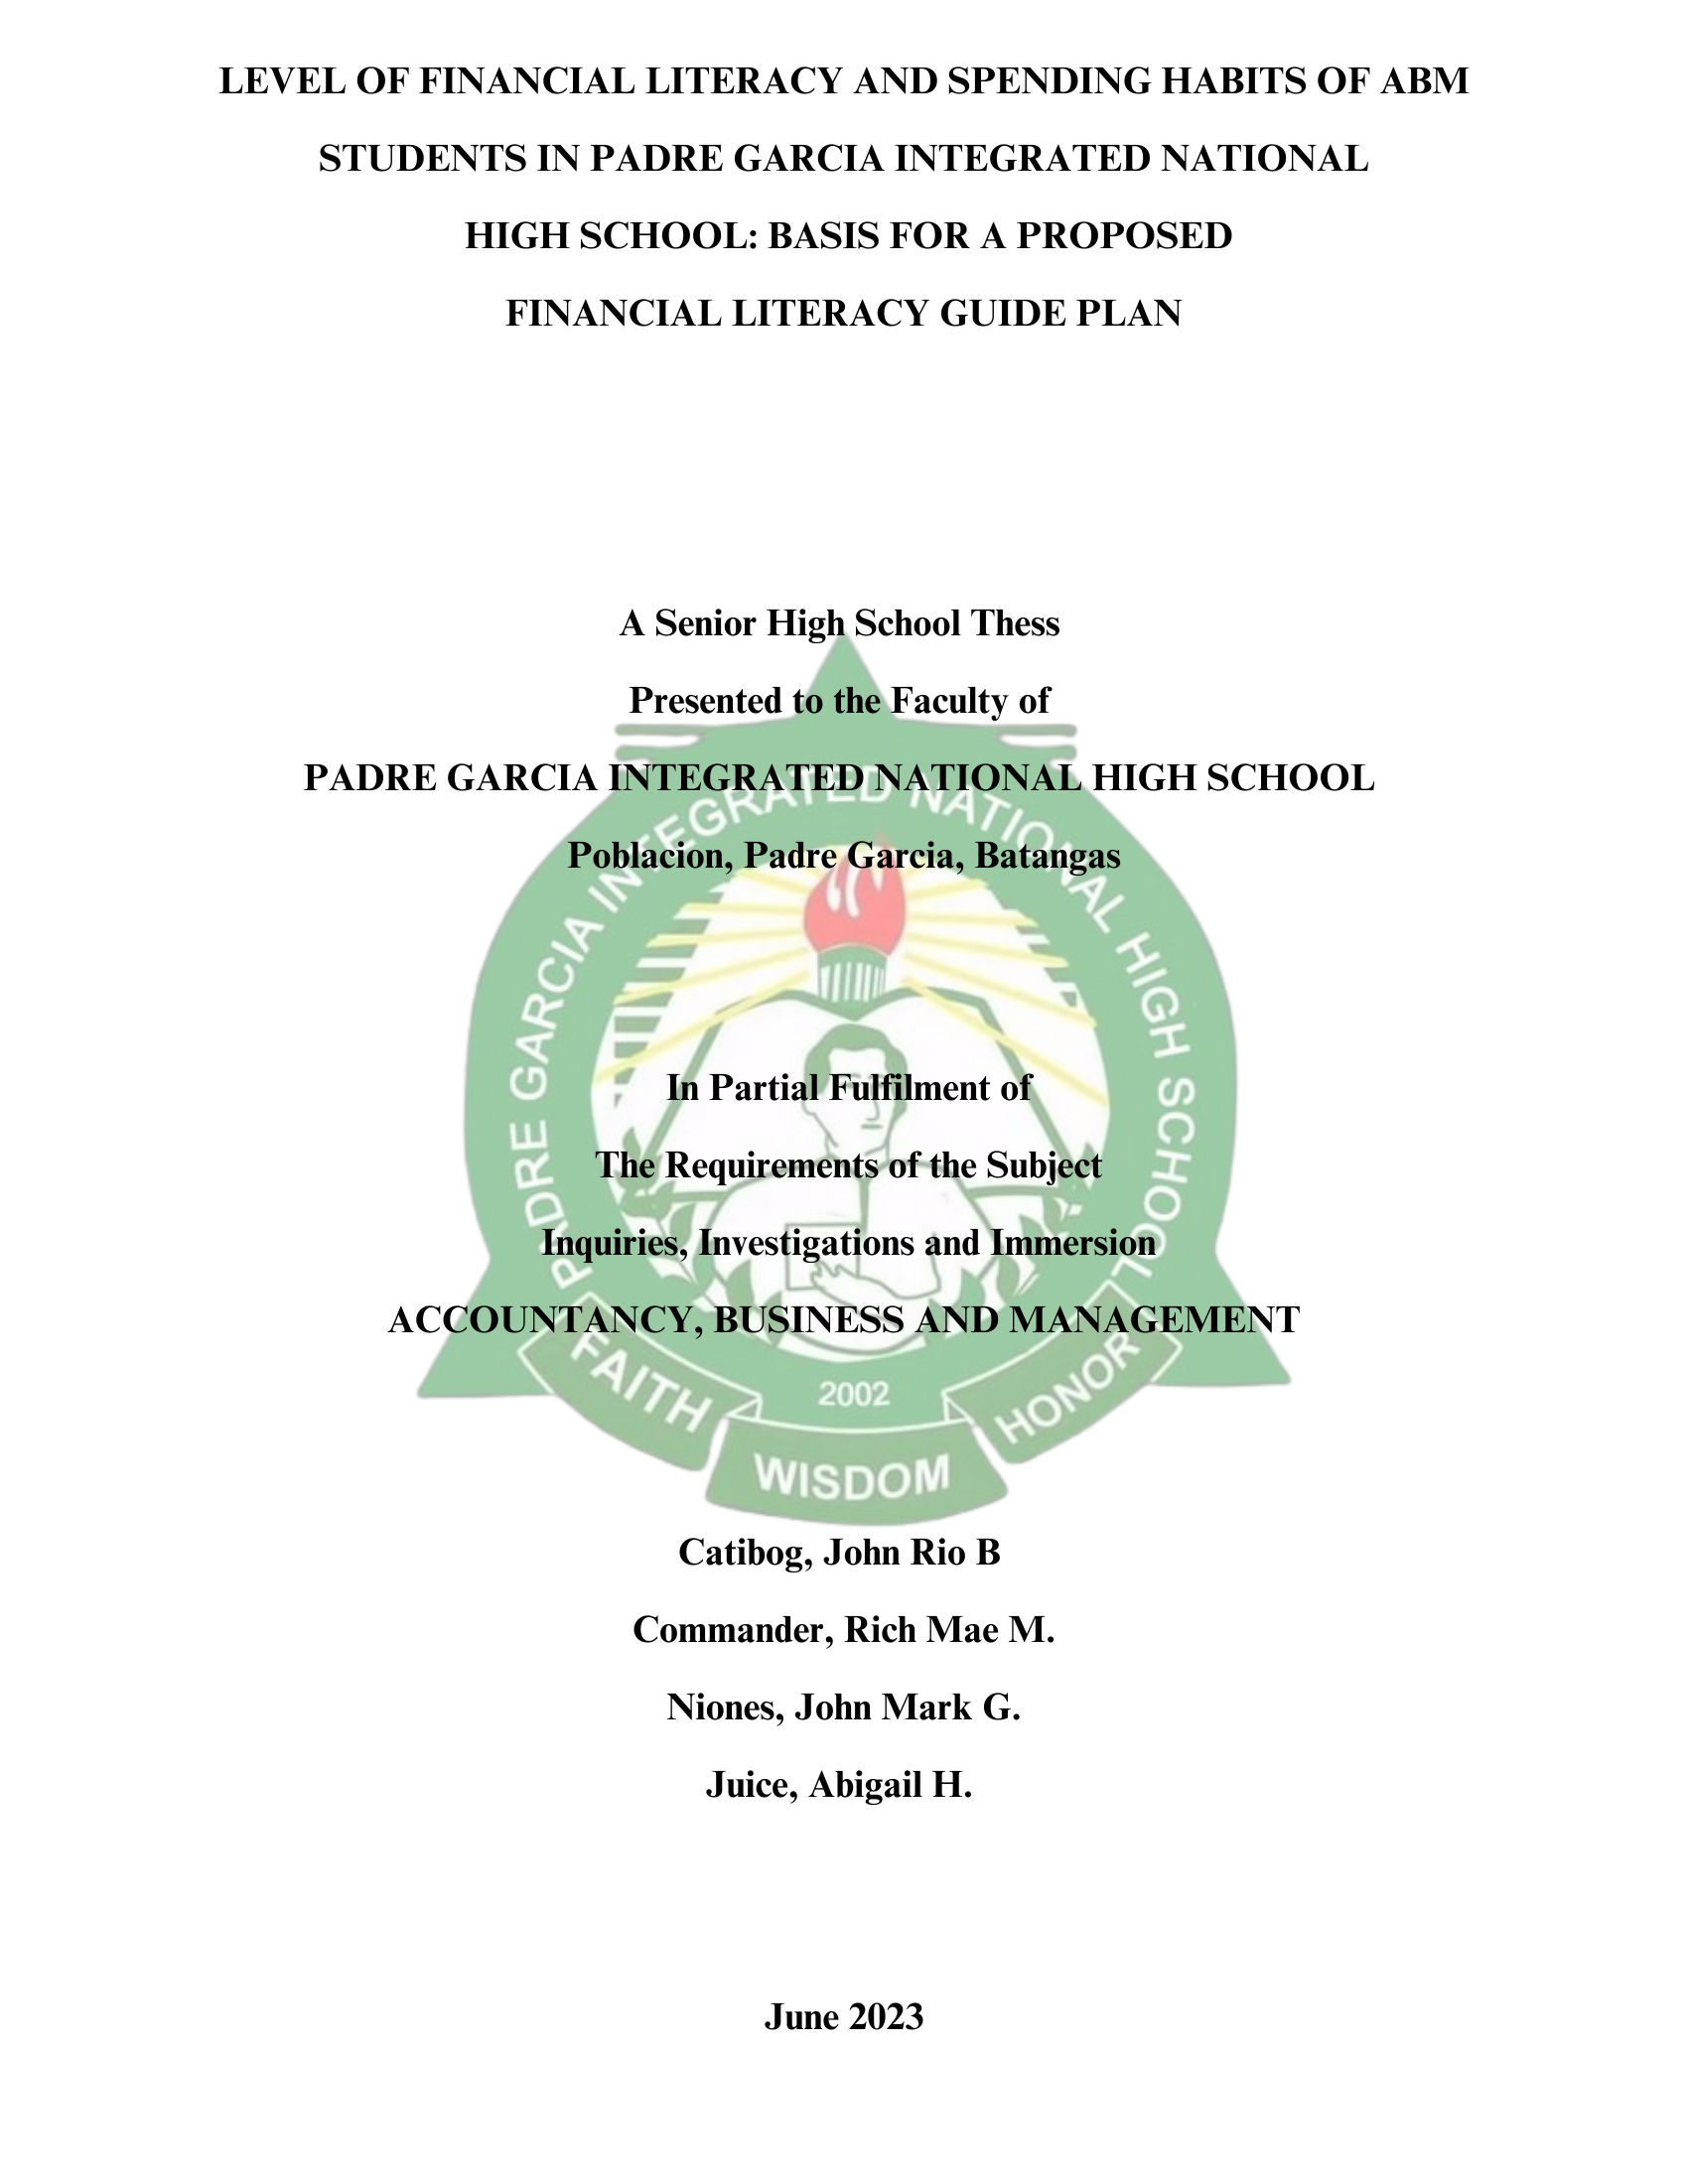 LEVEL OF FINANCIAL LITERACY AND SPENDING HABITS OF ABM
STUDENTS IN PADRE GARCIA INTEGRATED NATIONAL
HIGH SCHOOL: BASIS FOR A PROPOSED
FINANCIAL LITERACY GUIDE PLAN
A Senior High School Thess
Presented to the Faculty of
PADRE GARCIA INTEGRATED NATIONAL HIGH SCHOOL
Poblacion, Padre Garcia, Batangas
PADRE GARCIA INTEGRATED NATIONAL HIGH SCHOOL
In Partial Fulfilment of
The Requirements of the Subject
Inquiries, Investigations and Immersion
ACCOUNTANCY, BUSINESS AND MANAGEMENT
FAITH
2002
HONOR
WISDOM
Catibog, John Rio B
Commander, Rich Mae M.
Niones, John Mark G.
Juice, Abigail H.
June 2023